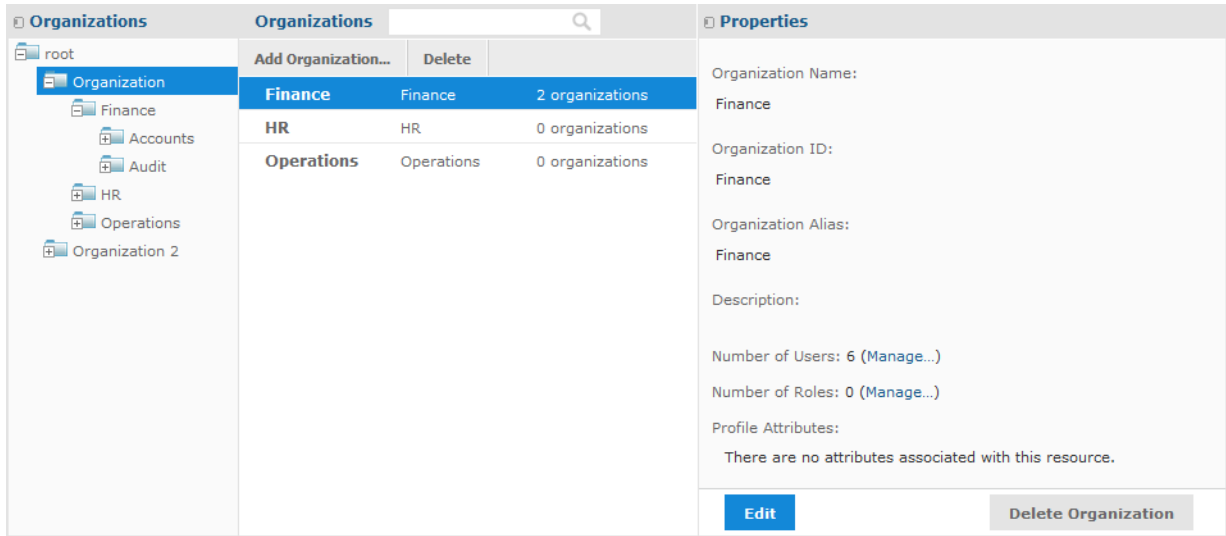 Organizations
root
Organization
Finance
Accounts
Audit
HR
Operations
Organization 2
Organizations
Add Organization... Delete
Finance Finance 2 organizations
HR HR 0 organizations
Operations Operations 0 organizations
Properties
Organization Name:
Finance
Organization ID:
Finance
Organization Alias:
Finance
Description:
Number of Users: 6 (Manage...)
Number of Roles: 0 (Manage...)
Profile Attributes:
There are no attributes associated with this resource.
Edit Delete Organization